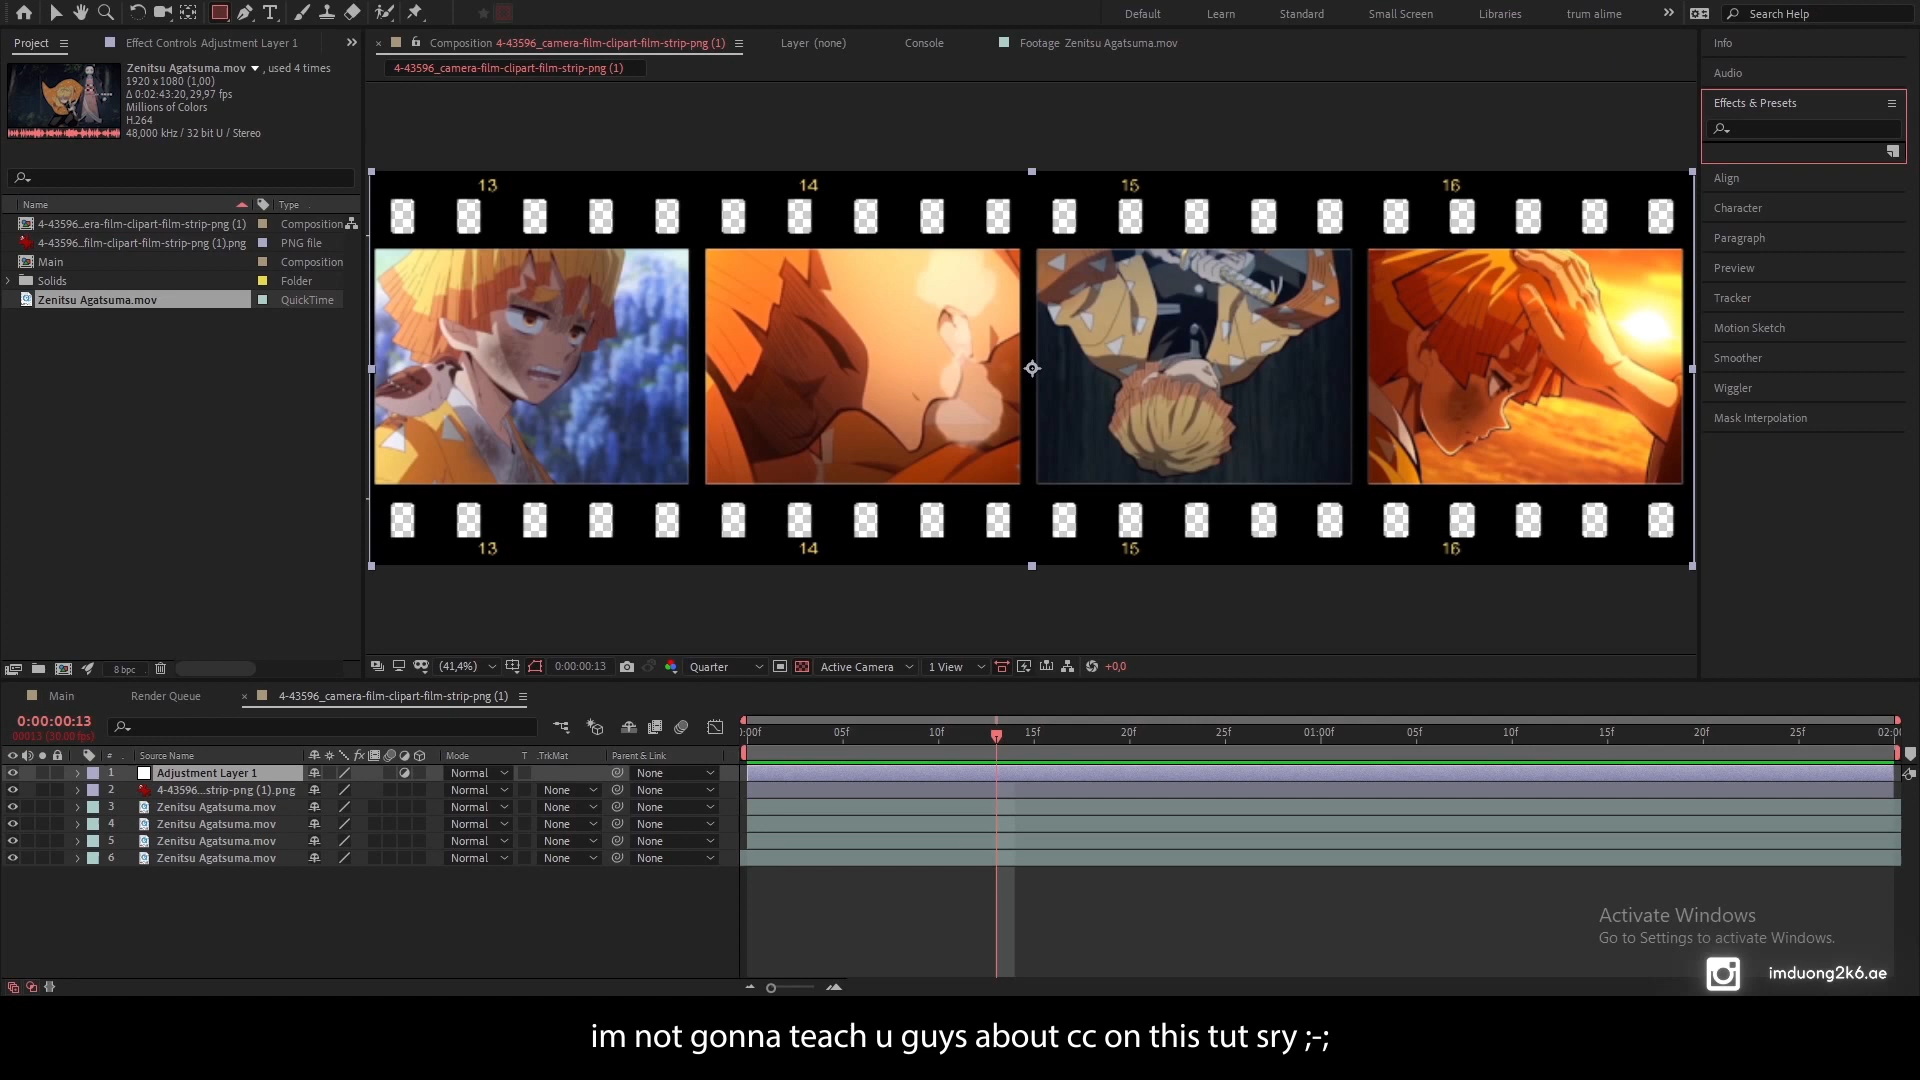 Default
Learn
Standard
Small Screen
Libraries
trum alime
Search Help
Project
Effect Controls Adjustment Layer 1
Composition 4-43596_camera-film-clipart-film-strip-png (1)
Layer (none)
Console
Footage Zenitsu Agatsuma.mov
4-43596_camera-film-clipart-film-strip-png (1)
Zenitsu Agatsuma.mov , used 4 times
1920 x 1080 (1,00)
Δ 0:02:43:20, 29,97 fps
Millions of Colors
H.264
48,000 kHz / 32 bit U / Stereo
Name Type
4-43596_...era-film-clipart-film-strip-png (1) Composition
4-43596_...film-clipart-film-strip-png (1).png PNG file
Main Composition
Solids Folder
Zenitsu Agatsuma.mov QuickTime
8 bpc
13 14 15 16
13 14 15 16
(41,4%) 0:00:00:13 Quarter Active Camera 1 View +0,0
Info
Audio
Effects & Presets
Align
Character
Paragraph
Preview
Tracker
Motion Sketch
Smoother
Wiggler
Mask Interpolation
Main
Render Queue
4-43596_camera-film-clipart-film-strip-png (1)
0:00:00:13
00013 (30.00 fps)
# Source Name Mode T .TrkMat Parent & Link
:00f 05f 10f 15f 20f 25f 01:00f 05f 10f 15f 20f 25f 02:00
1 Adjustment Layer 1 Normal None
2 4-43596...strip-png (1).png Normal None None
3 Zenitsu Agatsuma.mov Normal None None
4 Zenitsu Agatsuma.mov Normal None None
5 Zenitsu Agatsuma.mov Normal None None
6 Zenitsu Agatsuma.mov Normal None None
Activate Windows
Go to Settings to activate Windows.
imduong2k6.ae
im not gonna teach u guys about cc on this tut sry ;-;